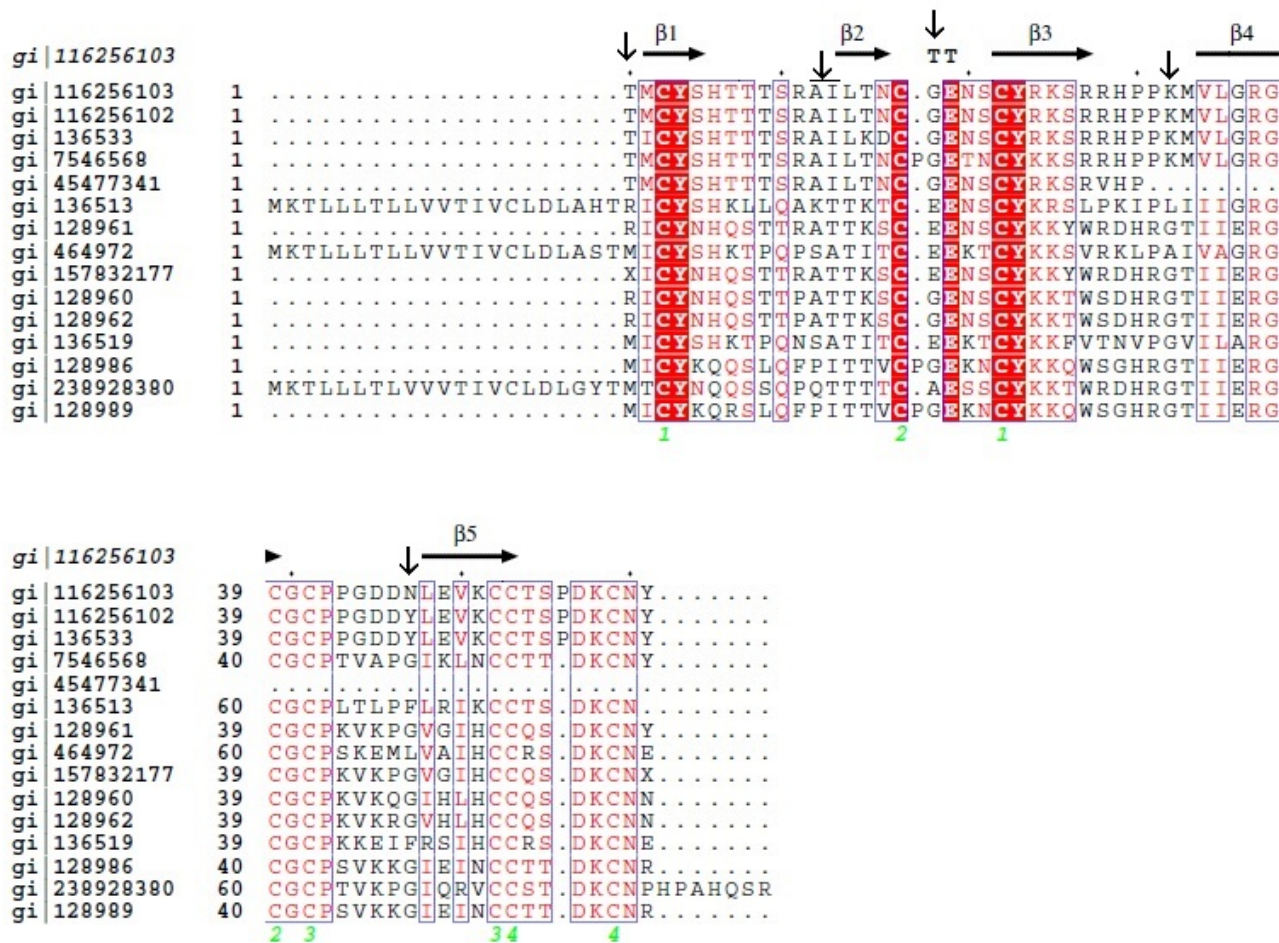 β1 β2 β3 β4
gi|116256103 TT
gi|116256103 1 .....................TMCYSHTTTSRAILTNC.GENSCYRKSRRHPPKMVLGRG
gi|116256102 1 .....................TMCYSHTTTSRAILTNC.GENSCYRKSRRHPPKMVLGRG
gi|136533 1 .....................TTCYSHTTTSRAILKDC.GENSCYRKSRRHPPKMVLGRG
gi|7546568 1 .....................TMCYSHTTTSRAILTNCPGETNCYKKSRRHPPKMVLGRG
gi|45477341 1 .....................TMCYSHTTTSRAILTNC.GENSCYRKSRVHP........
gi|136513 1 MKTLLLTLLVVTIVCLDLAHTRICYSHKLLQAKTTKTC.EENSCYKRSLPKIPLIIIGRG
gi|128961 1 .....................RICYNHQSTTRATTKSC.EENSCYKKYWRDHRGTIIERG
gi|464972 1 MKTLLLTLLVVTIVCLDLASTMICYSHKTPQPSATITC.EEKTCYKKSVRKLPAIVAGRG
gi|157832177 1 .....................XICYNHQSTTRATTKSC.EENSCYKKYWRDHRGTIIERG
gi|128960 1 .....................RICYNHQSTTPATTKSC.GENSCYKKTWSDHRGTIIERG
gi|128962 1 .....................RICYNHQSTTPATTKSC.GENSCYKKTWSDHRGTIIERG
gi|136519 1 .....................MICYSHKTPQNSATITC.EEKTCYKKFVTNVPGVILARG
gi|128986 1 .....................MICYKQQSLQFPITTVCPGEKNCYKKQWSGHRGTIIERG
gi|238928380 1 MKTLLLTLVVVTIVCLDLGYTMTCYNQQSSQPQTTTTC.AESSCYKKTWRDHRGTIIERG
gi|128989 1 .....................MICYKQRSLQFPITTVCPGEKNCYKKQWSGHRGTIIERG
1 2 1
β5
gi|116256103
gi|116256103 39 CGCPPGDDNLEVKCCTSPDKCNY.......
gi|116256102 39 CGCPPGDDYLEVKCCTSPDKCNY.......
gi|136533 39 CGCPPGDDYLEVKCCTSPDKCNY.......
gi|7546568 40 CGCPTVAPGIKLNCCTT.DKCNY.......
gi|45477341 ..............................
gi|136513 60 CGCPLTLPFLRIKCCTS.DKCN........
gi|128961 39 CGCPKVKPGVGIHCCQS.DKCNY.......
gi|464972 60 CGCPSKEMLVAIHCCRS.DKCNE.......
gi|157832177 39 CGCPKVKPGVGIHCCQS.DKCNX.......
gi|128960 39 CGCPKVKQGIHLHCCQS.DKCNN.......
gi|128962 39 CGCPKVKRGVHLHCCQS.DKCNN.......
gi|136519 39 CGCPKKEIFRSIHCCRS.DKCNE.......
gi|128986 40 CGCPSVKKGIEINCCTT.DKCNR.......
gi|238928380 60 CGCPTVKPGIQRVCCST.DKCNPHPAHQSR
gi|128989 40 CGCPSVKKGIEINCCTT.DKCNR.......
2 3 3 4 4